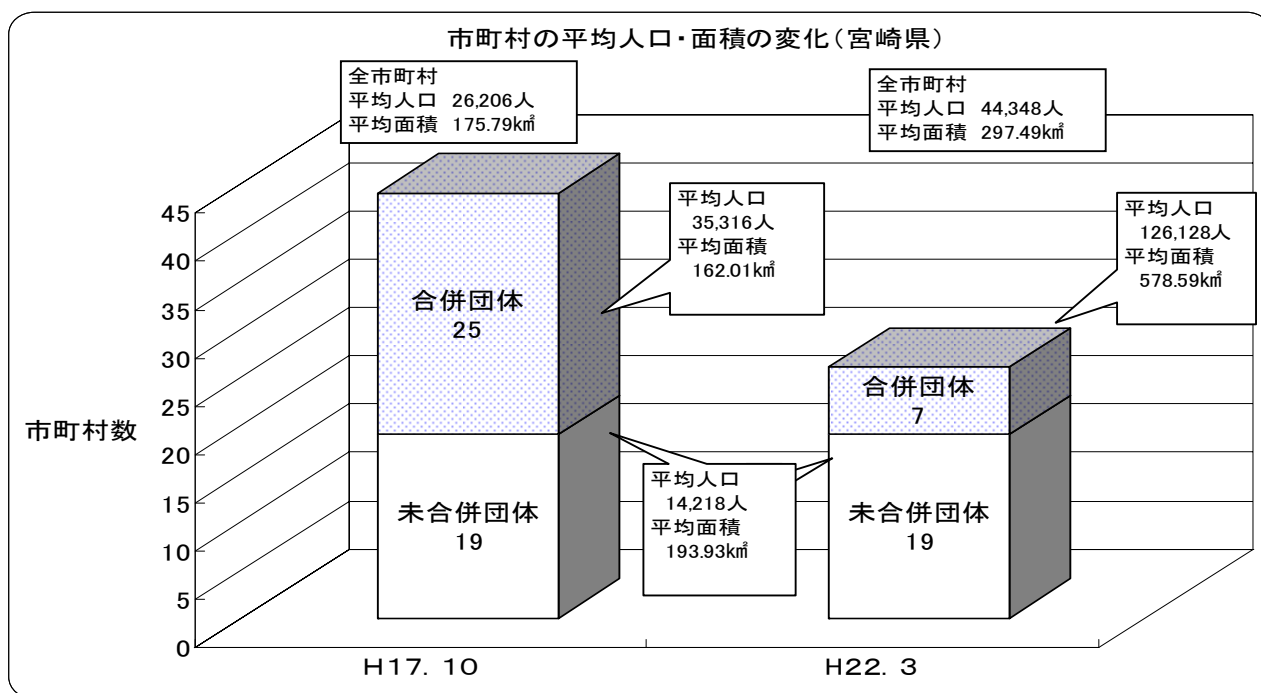 市町村の平均人口・面積の変化（宮崎県）
全市町村
平均人口 26,206人
平均面積 175.79k㎡
全市町村
平均人口 44,348人
平均面積 297.49k㎡
平均人口
35,316人
平均面積
162.01k㎡
平均人口
126,128人
平均面積
578.59k㎡
45
40
35
30
25
20
15
10
5
0
市町村数
合併団体
25
未合併団体
19
平均人口
14,218人
平均面積
193.93k㎡
合併団体
7
未合併団体
19
H17. 10
H22. 3